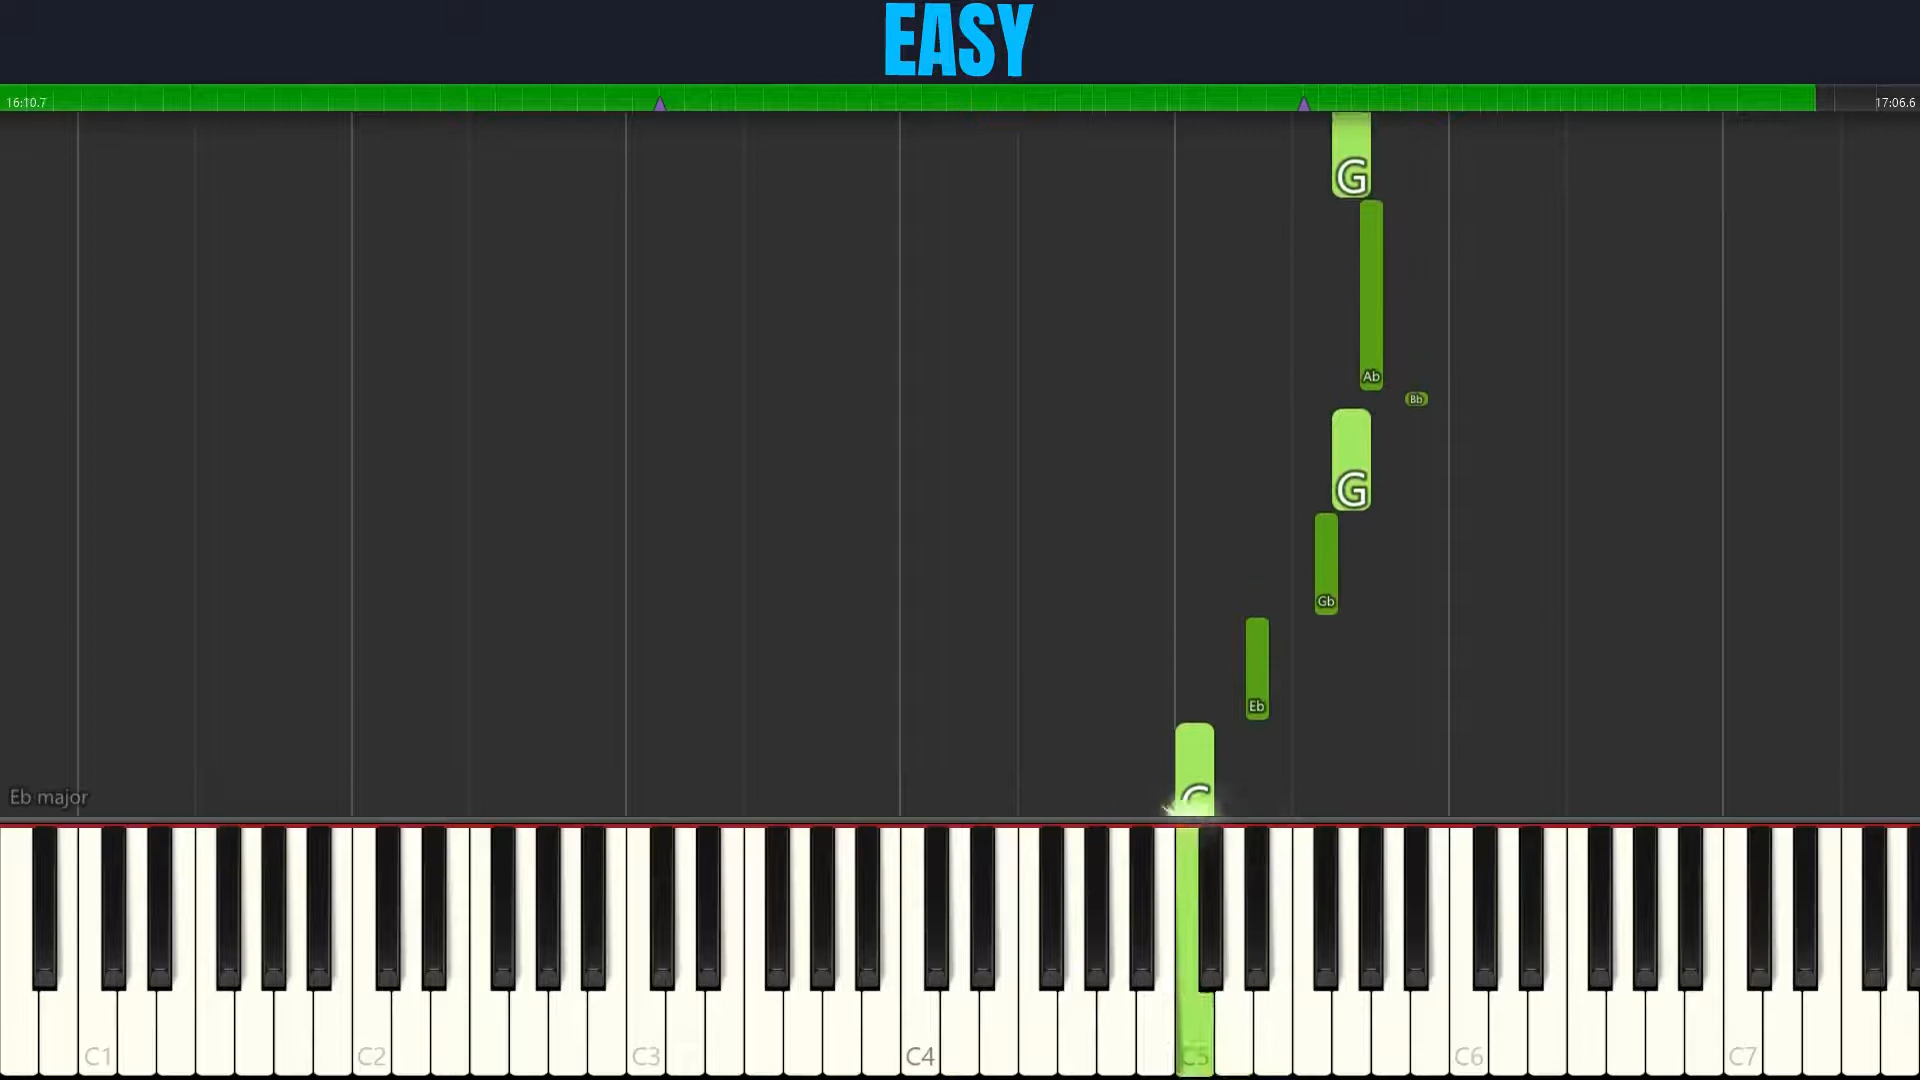 EASY
16:10.7
17:06.6
G
Ab
Bb
G
Gb
Eb
C
Eb major
C1 C2 C3 C4 C5 C6 C7